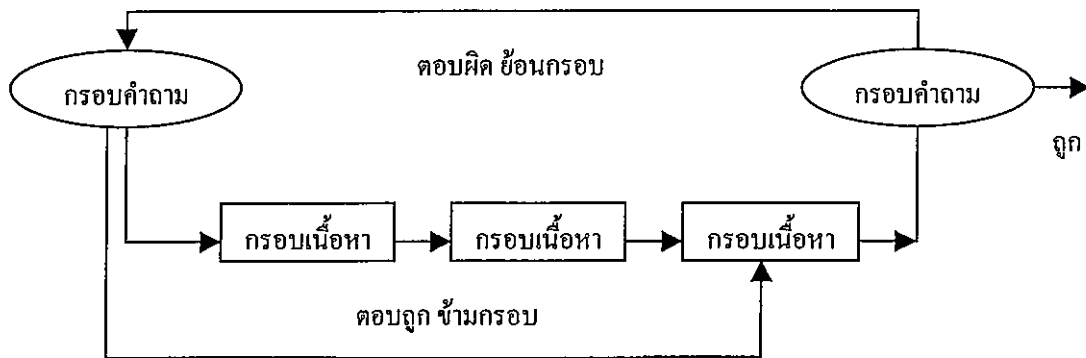 ตอบผิด ย้อนกรอบ
กรอบคำถาม
กรอบคำถาม
ถูก
กรอบเนื้อหา
กรอบเนื้อหา
กรอบเนื้อหา
ตอบถูก ข้ามกรอบ